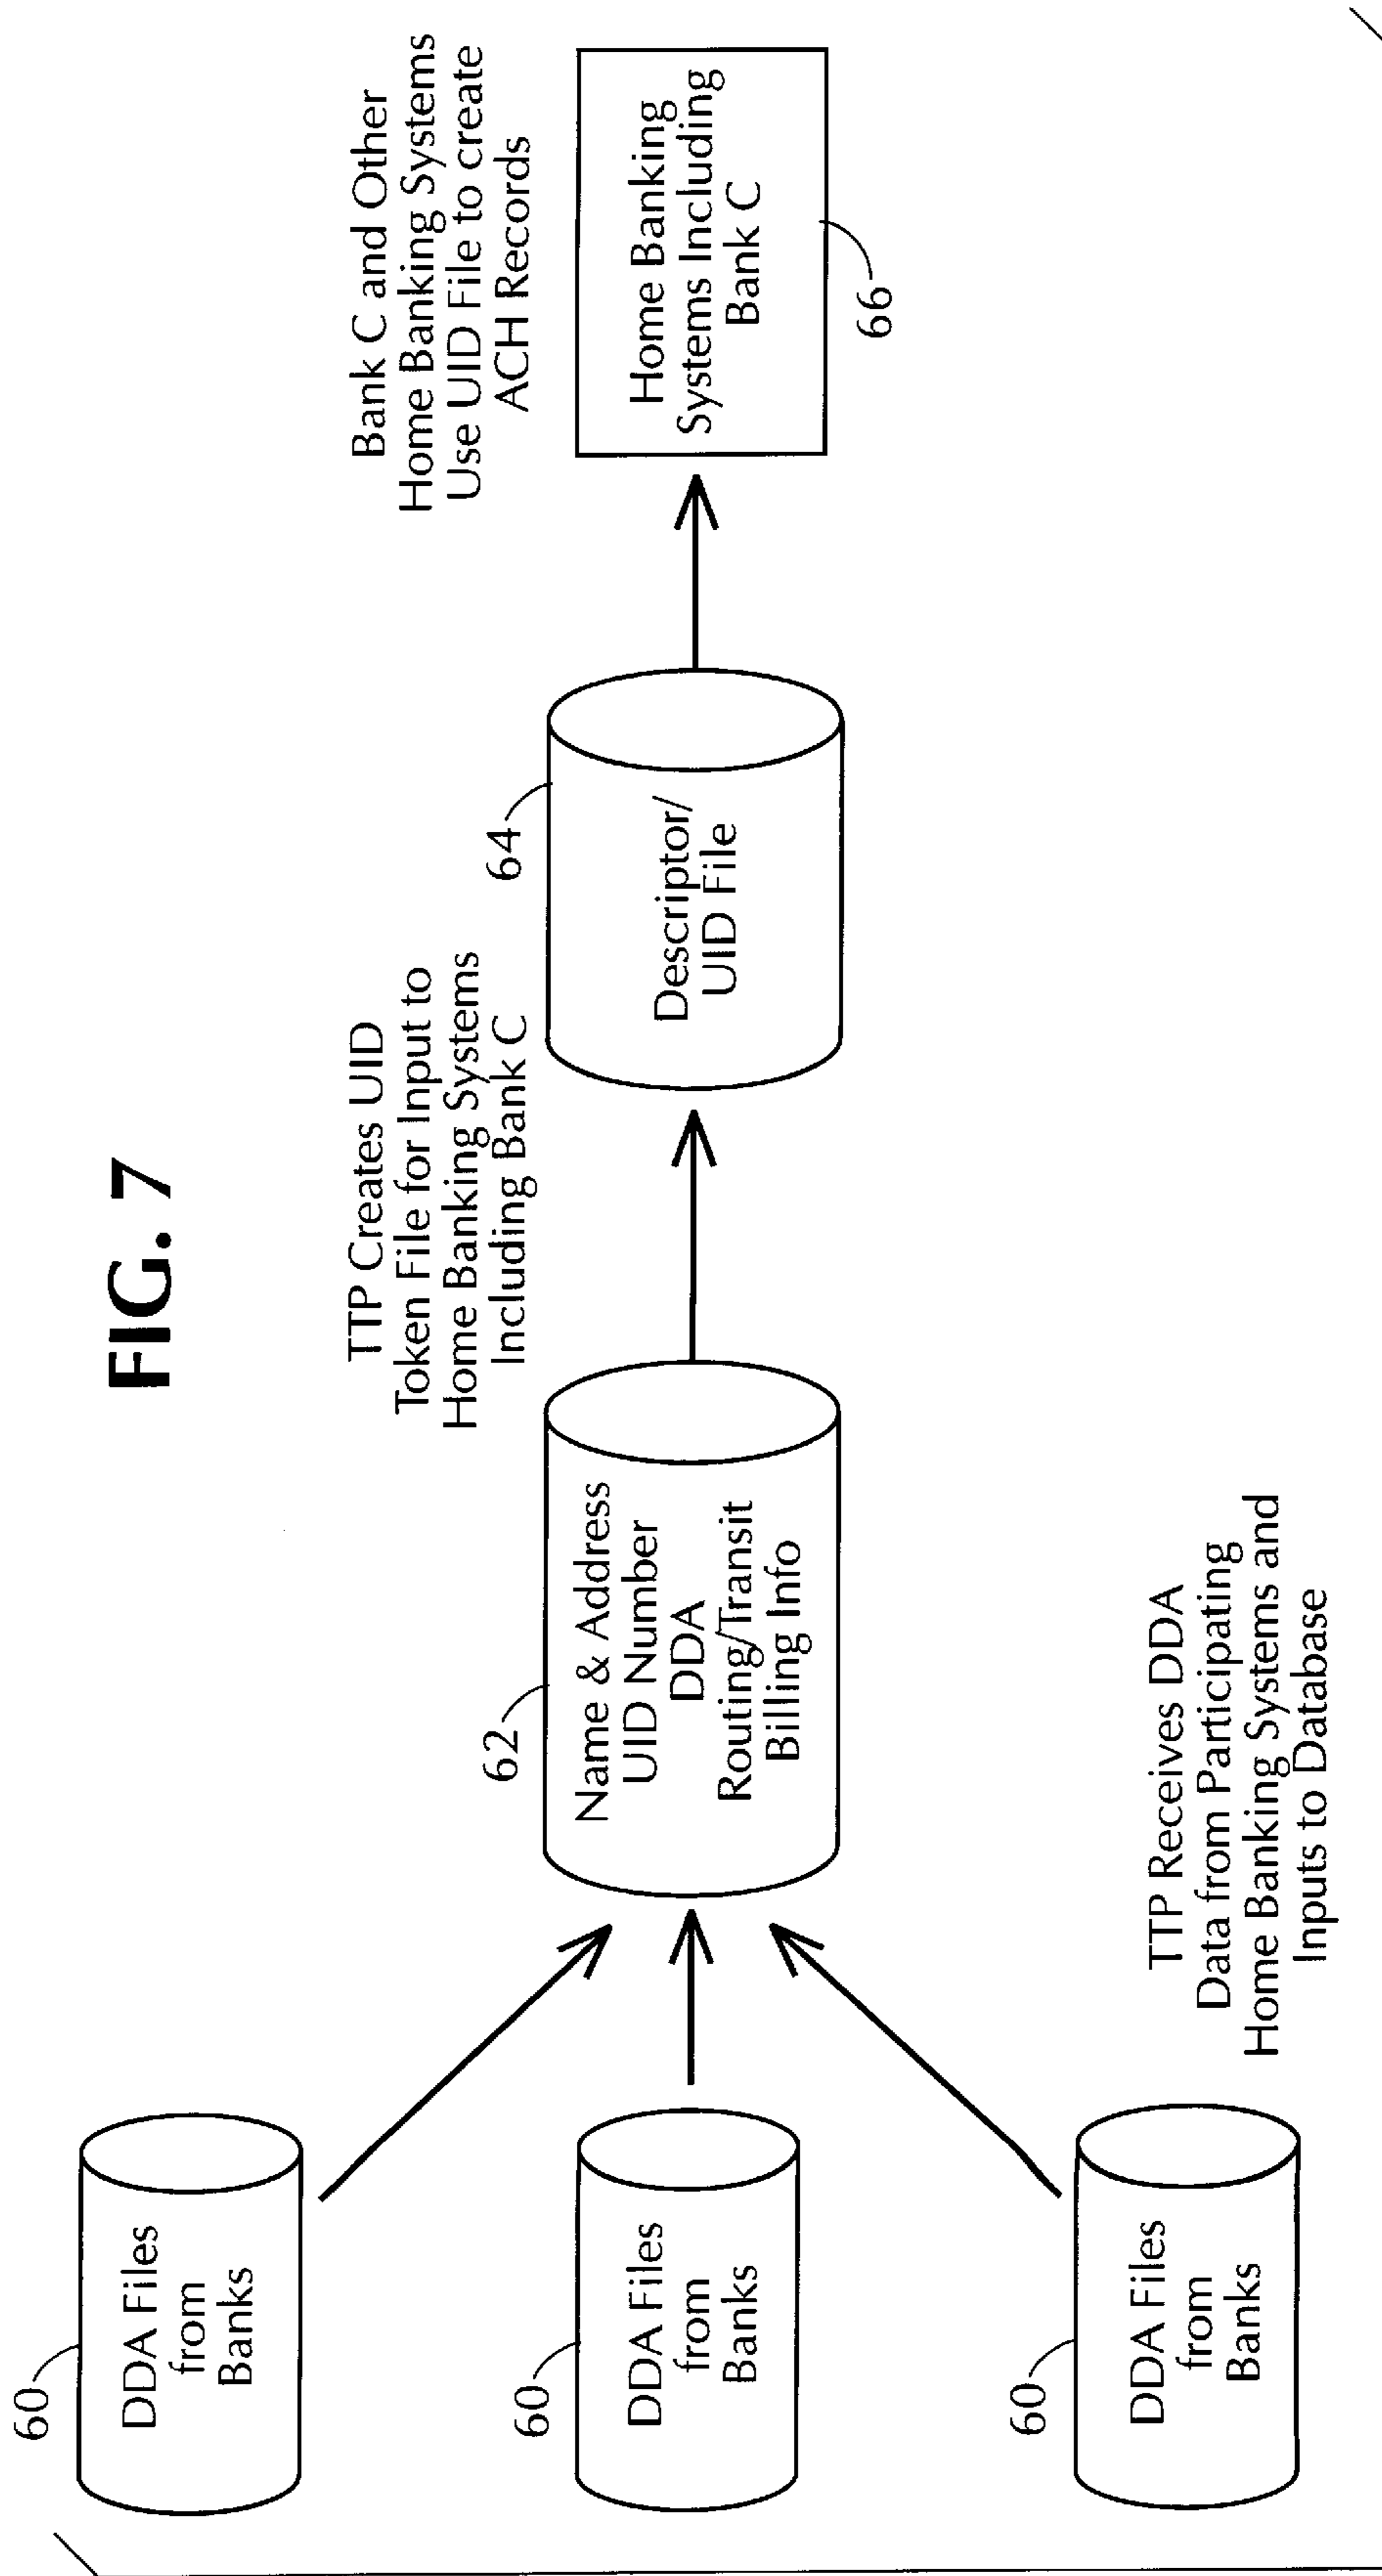 FIG. 7
60
DDA Files
from
Banks
60
DDA Files
from
Banks
60
DDA Files
from
Banks
TTP Receives DDA
Data from Participating
Home Banking Systems and
Inputs to Database
62
Name & Address
UID Number
DDA
Routing/Transit
Billing Info
TTP Creates UID
Token File for Input to
Home Banking Systems
Including Bank C
64
Descriptor/
UID File
Bank C and Other
Home Banking Systems
Use UID File to create
ACH Records
Home Banking
Systems Including
Bank C
66